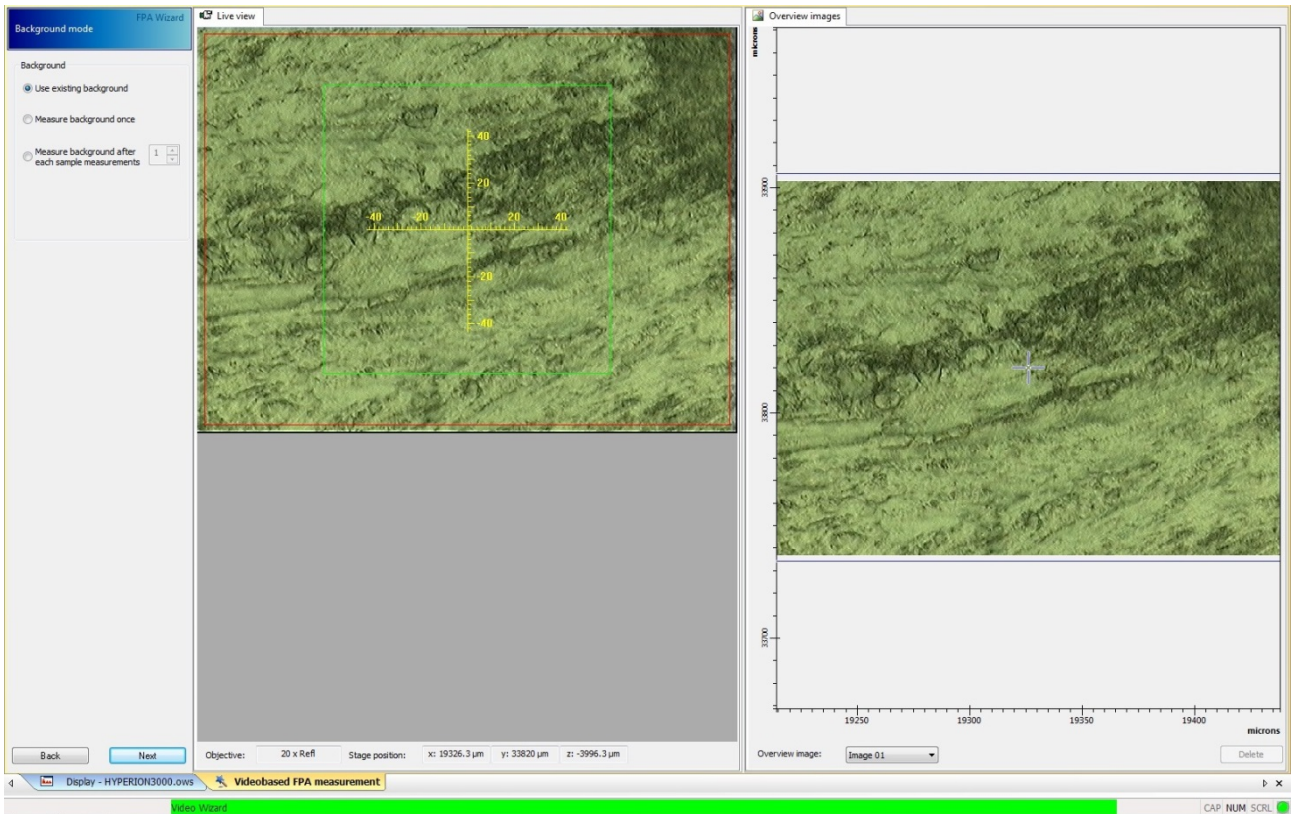 FPA Wizard
Background mode
Background
Use existing background
Measure background once
Measure background after
each sample measurements
1
Back
Next
Live view
40
20
-40
-20
20
40
-20
-40
Objective:
20 x Refl
Stage position:
x: 19326.3 µm
y: 33820 µm
z: -3996.3 µm
Overview images
microns
33900
33800
33700
19250
19300
19350
19400
microns
Overview image:
Image 01
Delete
Display - HYPERION3000.ows
Videobased FPA measurement
Video Wizard
CAP NUM SCRL